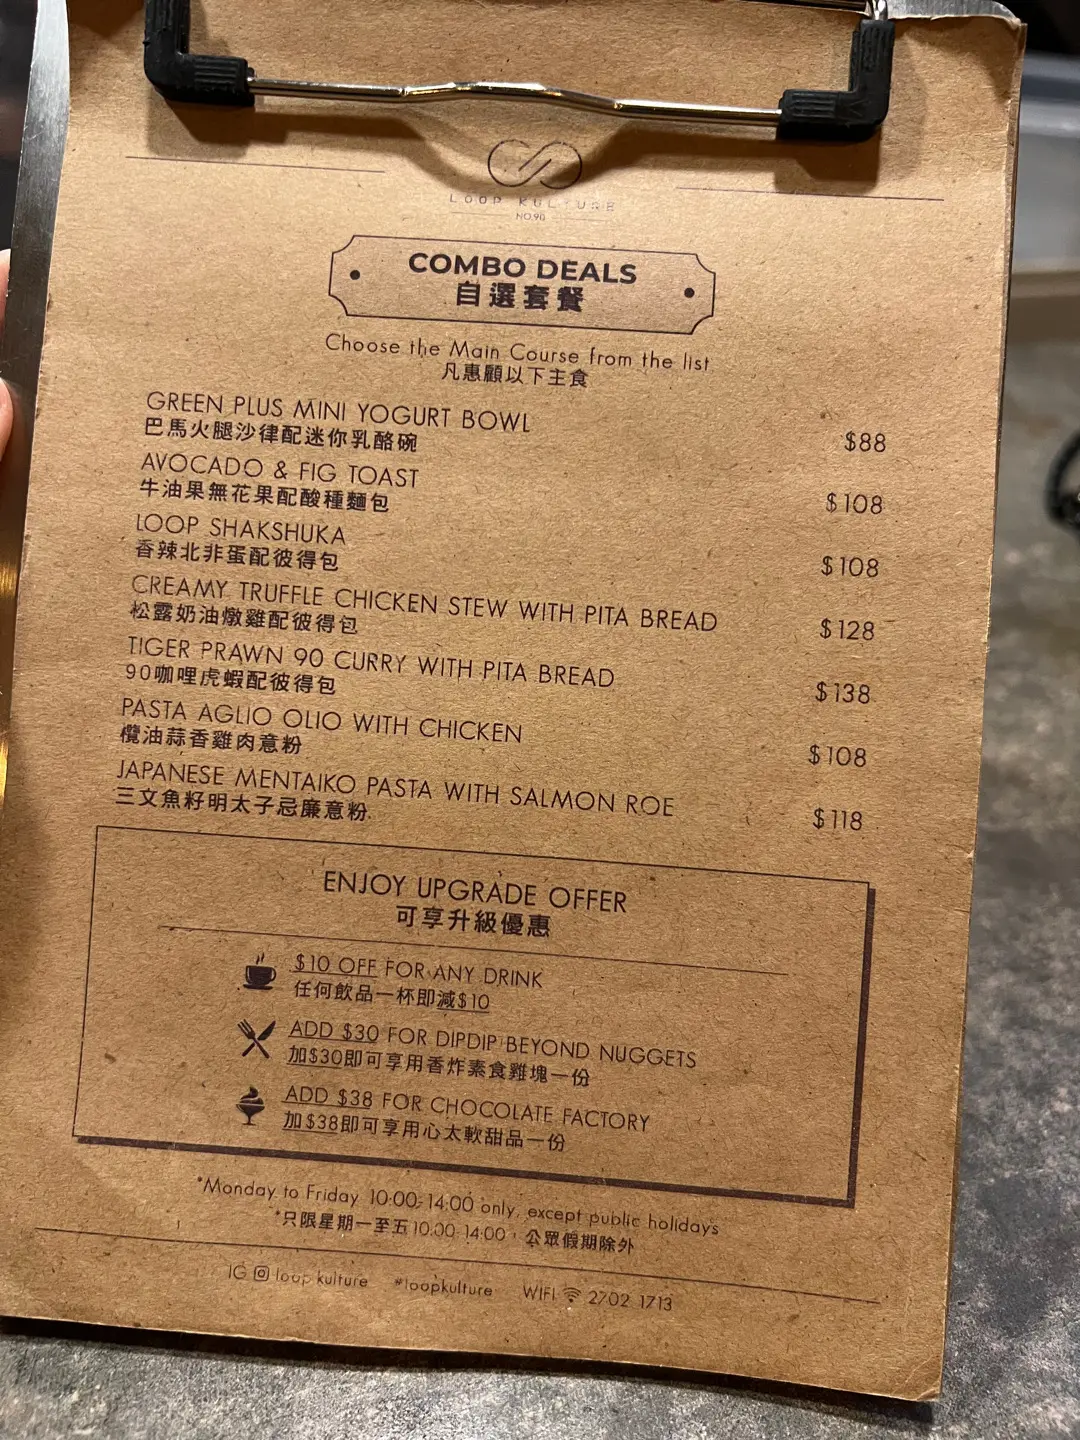 LOOP KULTURE
NO.90
COMBO DEALS
自選套餐
Choose the Main Course from the list
凡惠顧以下主食
GREEN PLUS MINI YOGURT BOWL
巴馬火腿沙律配迷你乳酪碗
$88
AVOCADO & FIG TOAST
牛油果無花果配酸種麵包
$108
LOOP SHAKSHUKA
香辣北非蛋配彼得包
$108
CREAMY TRUFFLE CHICKEN STEW WITH PITA BREAD
松露奶油燉雞配彼得包
$128
TIGER PRAWN 90 CURRY WITH PITA BREAD
90咖哩虎蝦配彼得包
$138
PASTA AGLIO OLIO WITH CHICKEN
欖油蒜香雞肉意粉
$108
JAPANESE MENTAIKO PASTA WITH SALMON ROE
三文魚籽明太子忌廉意粉
$118
ENJOY UPGRADE OFFER
可享升級優惠
$10 OFF FOR ANY DRINK
任何飲品一杯即減$10
ADD $30 FOR DIPDIP BEYOND NUGGETS
加$30即可享用香炸素食雞塊一份
ADD $38 FOR CHOCOLATE FACTORY
加$38即可享用心太軟甜品一份
*Monday to Friday 10:00-14:00 only, except public holidays
*只限星期一至五10:00-14:00，公眾假期除外
IG loop kulture #loopkulture WIFI 2702 1713